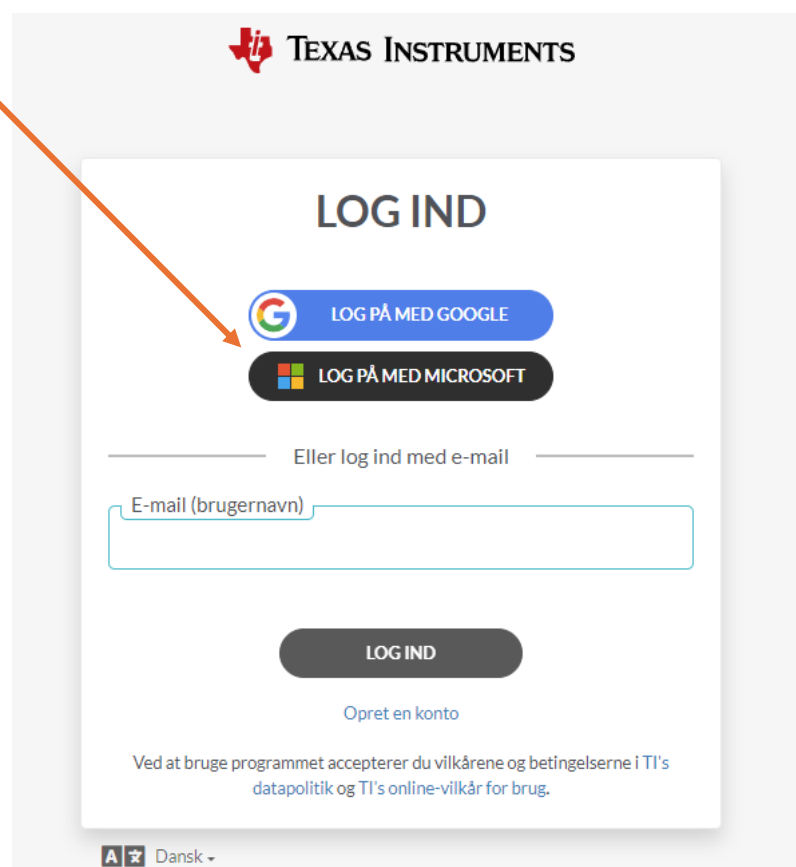 TEXAS INSTRUMENTS
LOG IND
LOG PÅ MED GOOGLE
LOG PÅ MED MICROSOFT
Eller log ind med e-mail
E-mail (brugernavn)
LOG IND
Opret en konto
Ved at bruge programmet accepterer du vilkårene og betingelserne i TI's
datapolitik og TI's online-vilkår for brug.
Dansk